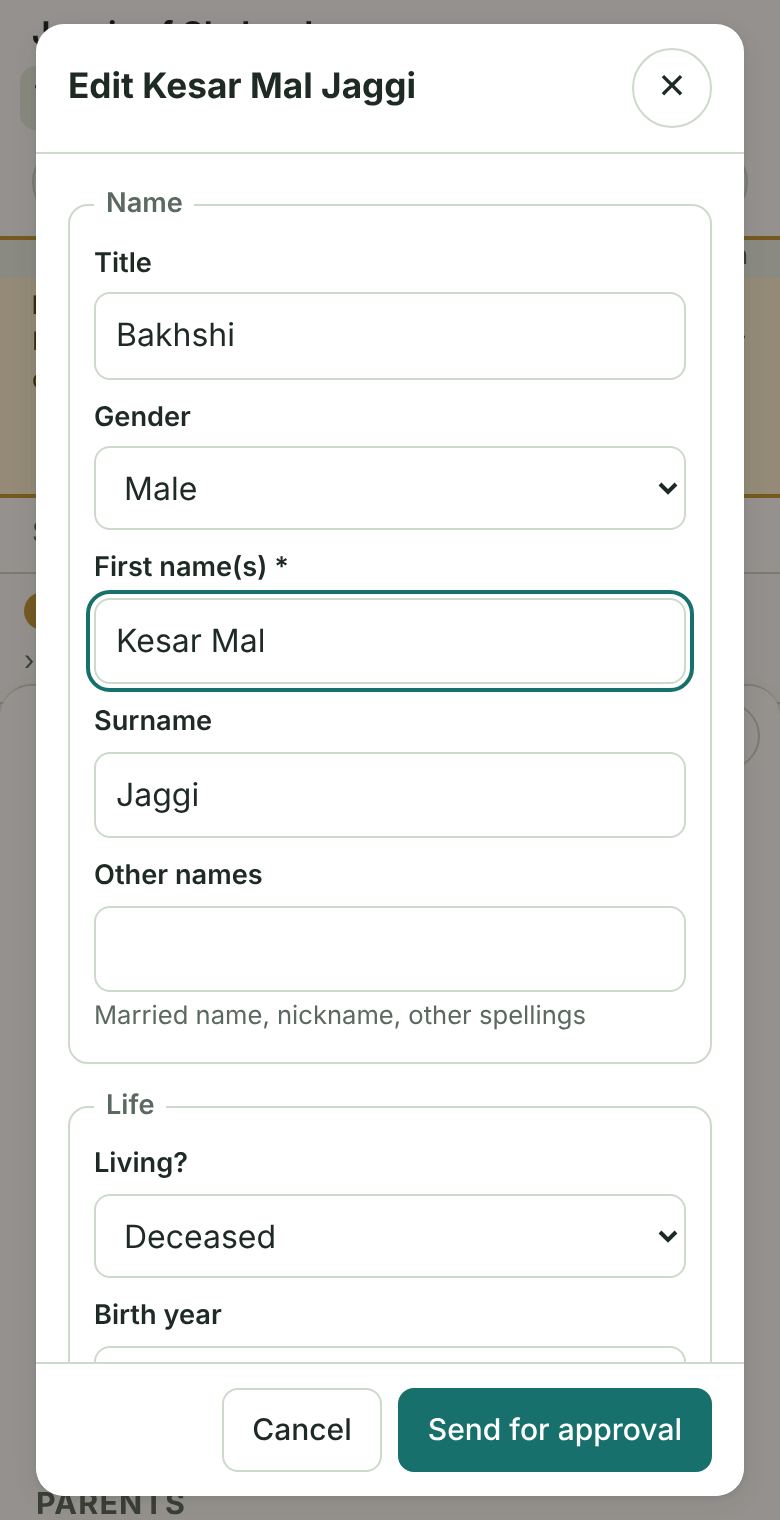 Edit Kesar Mal Jaggi
✕
Name
Title
Bakhshi
Gender
Male
First name(s) *
Kesar Mal
Surname
Jaggi
Other names
Married name, nickname, other spellings
Life
Living?
Deceased
Birth year
Cancel
Send for approval
PARENTS